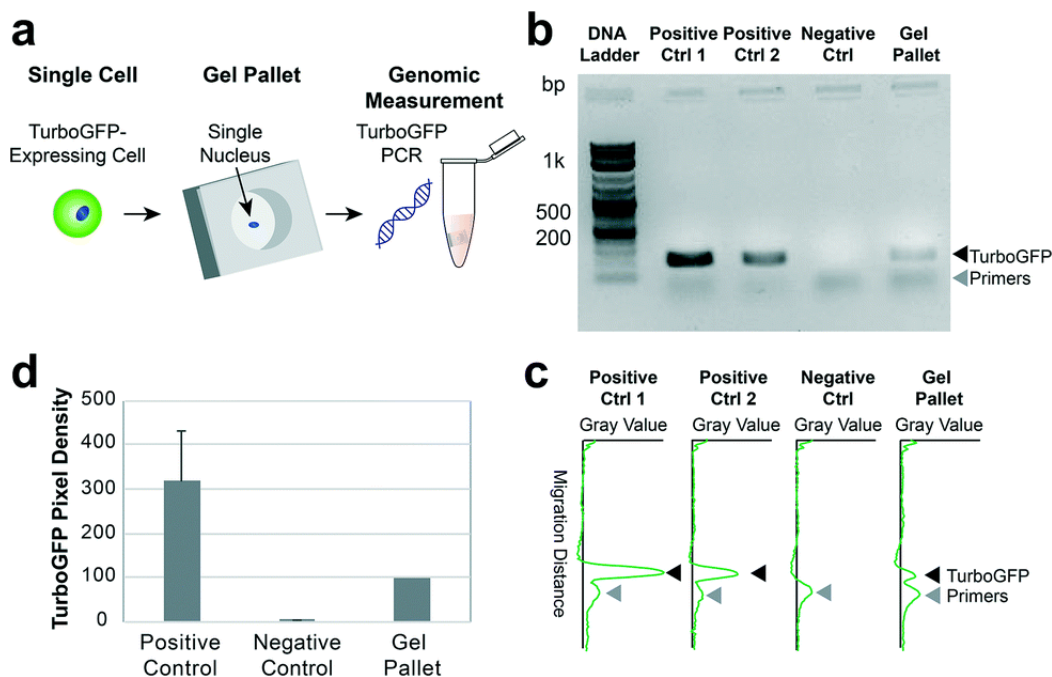 a
Single Cell
Gel Pallet
Genomic
Measurement
TurboGFP-
Expressing Cell
Single
Nucleus
TurboGFP
PCR
b
DNA
Ladder
Positive
Ctrl 1
Positive
Ctrl 2
Negative
Ctrl
Gel
Pallet
bp
1k
500
200
TurboGFP
Primers
d
TurboGFP Pixel Density
500
400
300
200
100
0
Positive
Control
Negative
Control
Gel
Pallet
c
Positive
Ctrl 1
Positive
Ctrl 2
Negative
Ctrl
Gel
Pallet
Gray Value
Gray Value
Gray Value
Gray Value
Migration Distance
TurboGFP
Primers